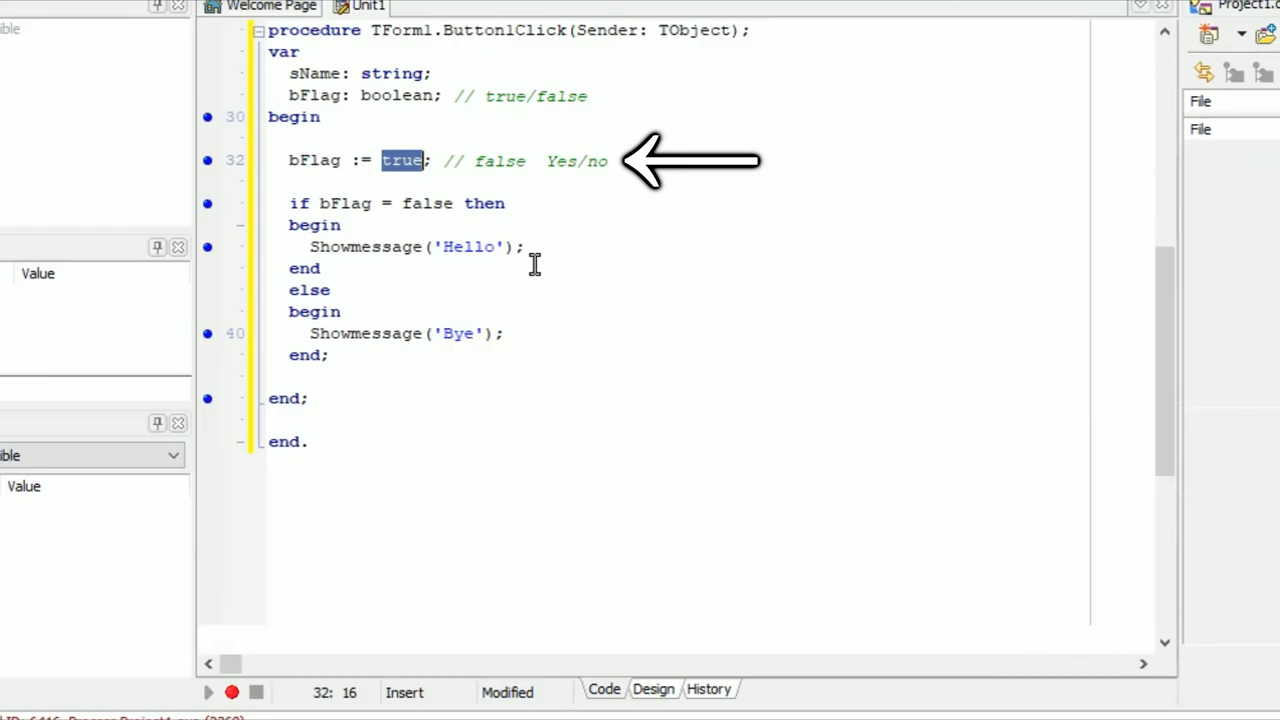 Welcome Page Unit1 Project1.
ible
procedure TForm1.Button1Click(Sender: TObject);
var
sName: string;
bFlag: boolean; // true/false
30 begin
32 bFlag := true; // false Yes/no
if bFlag = false then
begin
Showmessage('Hello');
end
else
begin
40 Showmessage('Bye');
end;
end;
end.
Value
ible
Value
File
File
32: 16 Insert Modified Code Design History